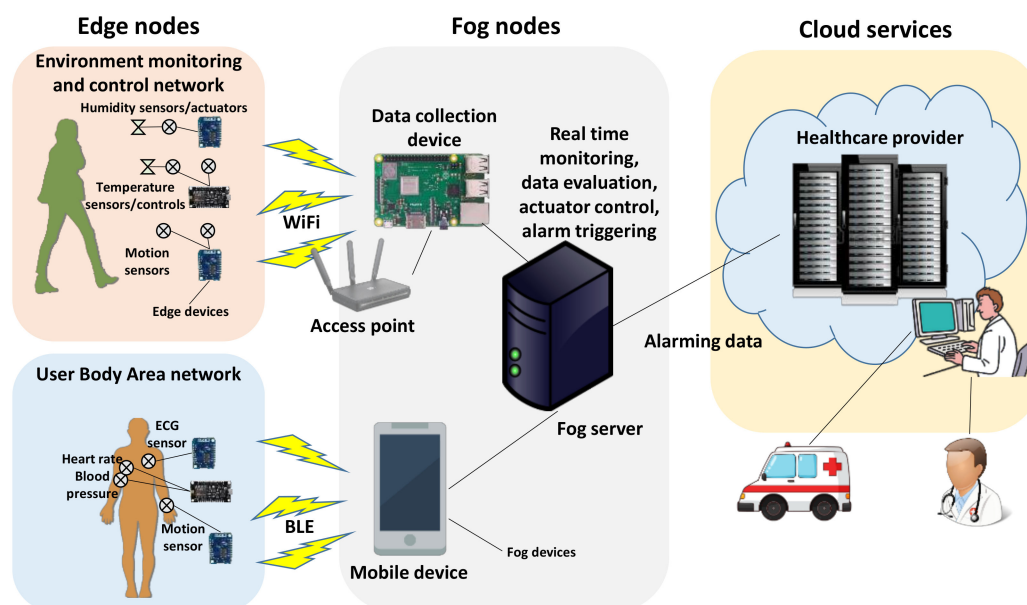 Edge nodes
Environment monitoring
and control network
Humidity sensors/actuators
Temperature
sensors/controls
Motion
sensors
Edge devices
WiFi
User Body Area network
ECG
sensor
Heart rate
Blood
pressure
Motion
sensor
BLE
Fog nodes
Data collection
device
Real time
monitoring,
data evaluation,
actuator control,
alarm triggering
Access point
Fog server
Mobile device
Fog devices
Cloud services
Healthcare provider
Alarming data